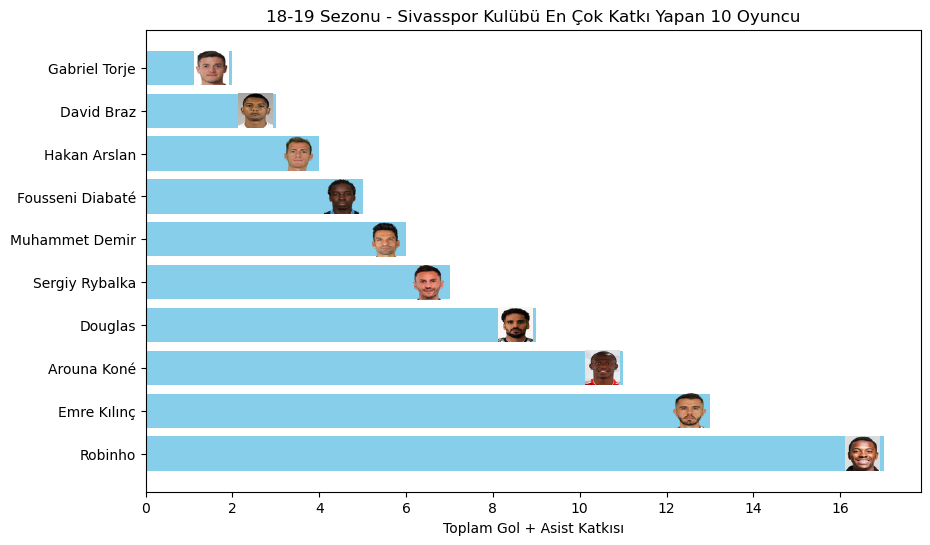 18-19 Sezonu - Sivasspor Kulübü En Çok Katkı Yapan 10 Oyuncu
Gabriel Torje
David Braz
Hakan Arslan
Fousseni Diabaté
Muhammet Demir
Sergiy Rybalka
Douglas
Arouna Koné
Emre Kılınç
Robinho
0 2 4 6 8 10 12 14 16
Toplam Gol + Asist Katkısı